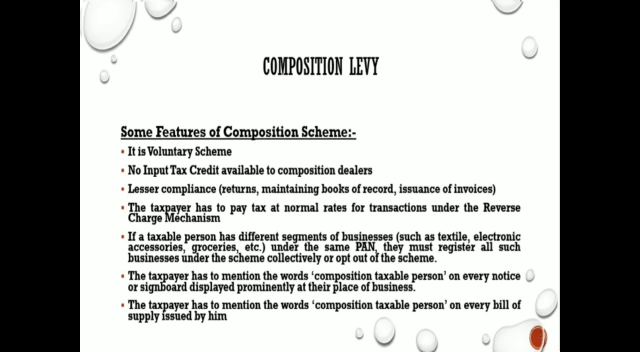 COMPOSITION LEVY
Some Features of Composition Scheme:-
▪ It is Voluntary Scheme
▪ No Input Tax Credit available to composition dealers
▪ Lesser compliance (returns, maintaining books of record, issuance of invoices)
▪ The taxpayer has to pay tax at normal rates for transactions under the Reverse
Charge Mechanism
▪ If a taxable person has different segments of businesses (such as textile, electronic
accessories, groceries, etc.) under the same PAN, they must register all such
businesses under the scheme collectively or opt out of the scheme.
▪ The taxpayer has to mention the words ‘composition taxable person’ on every notice
or signboard displayed prominently at their place of business.
▪ The taxpayer has to mention the words ‘composition taxable person’ on every bill of
supply issued by him